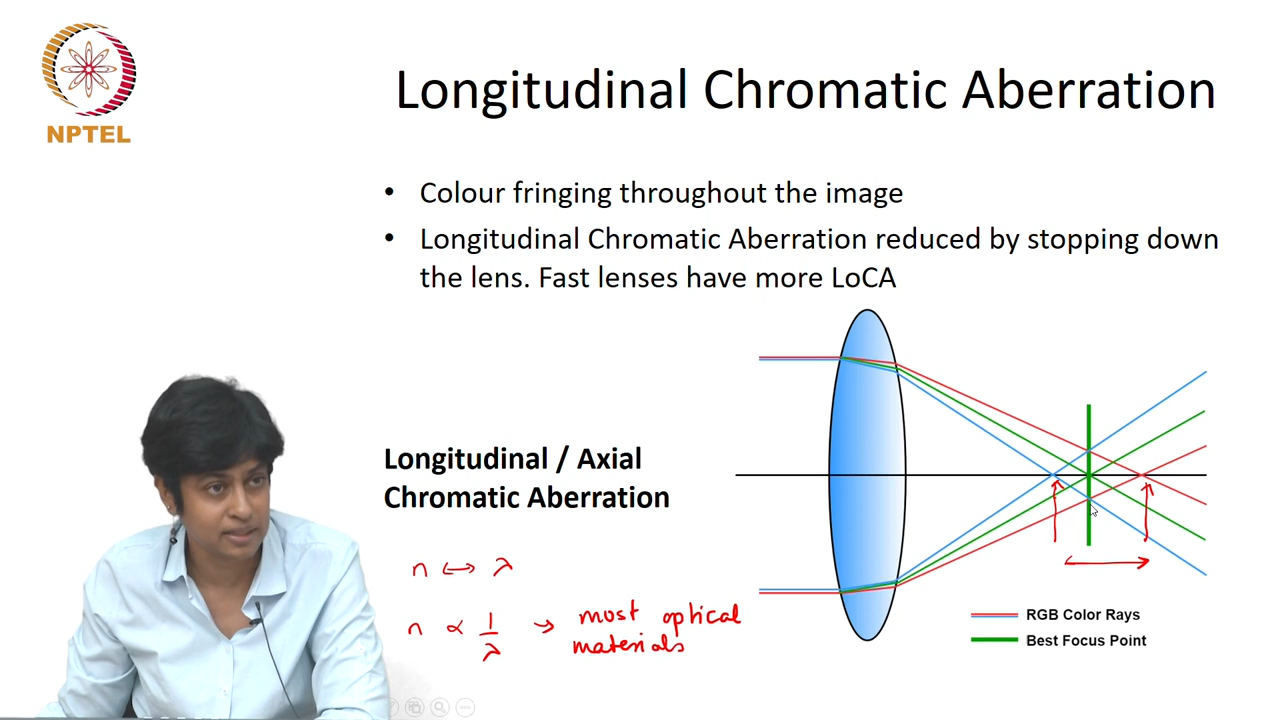 NPTEL
Longitudinal Chromatic Aberration
• Colour fringing throughout the image
• Longitudinal Chromatic Aberration reduced by stopping down
the lens. Fast lenses have more LoCA
Longitudinal / Axial
Chromatic Aberration
n ↔ λ
n ∝ 1/λ → most optical
materials
RGB Color Rays
Best Focus Point